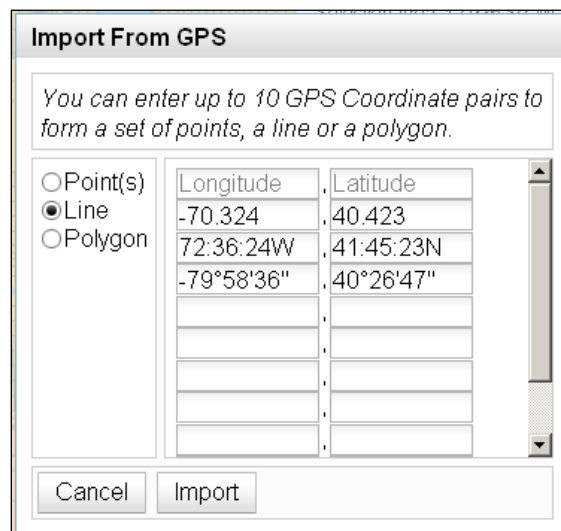 Import From GPS
You can enter up to 10 GPS Coordinate pairs to
form a set of points, a line or a polygon.
Point(s)
Line
Polygon
Longitude , Latitude
-70.324 , 40.423
72:36:24W , 41:45:23N
-79°58'36" , 40°26'47"
,
,
,
,
,
Cancel Import